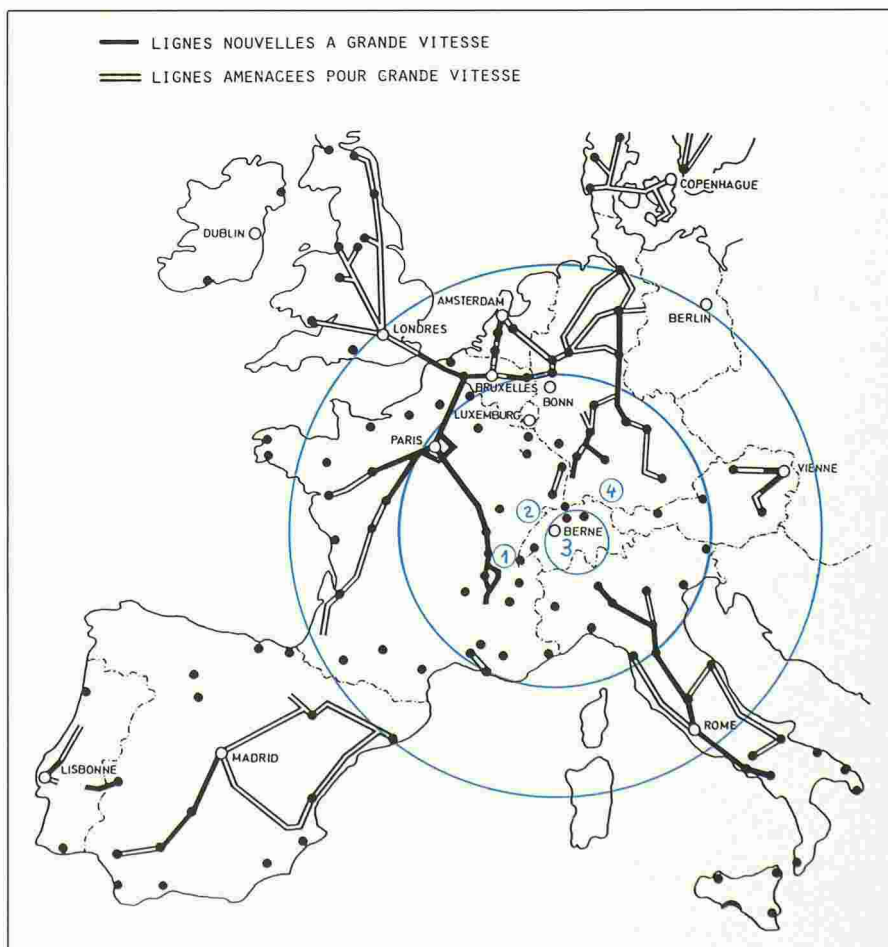 LIGNES NOUVELLES A GRANDE VITESSE
LIGNES AMENAGEES POUR GRANDE VITESSE
COPENHAGUE
DUBLIN
AMSTERDAM
BERLIN
LONDRES
BRUXELLES
BONN
LUXEMBURG
PARIS
VIENNE
4
2
BERNE
3
1
ROME
MADRID
LISBONNE